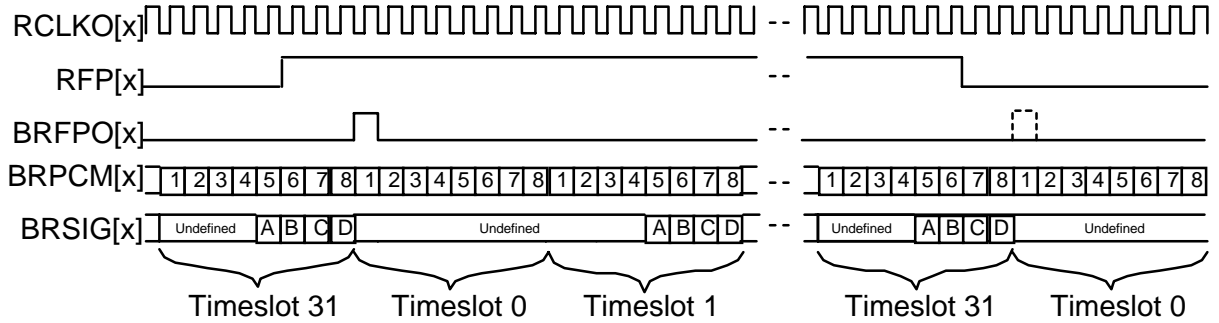 RCLKO[x] - -
RFP[x] - -
BRFPO[x] - -
BRPCM[x] 1 2 3 4 5 6 7 8 1 2 3 4 5 6 7 8 1 2 3 4 5 6 7 8 - - 1 2 3 4 5 6 7 8 1 2 3 4 5 6 7 8
BRSIG[x] Undefined A B C D Undefined A B C D - - Undefined A B C D Undefined
Timeslot 31 Timeslot 0 Timeslot 1 Timeslot 31 Timeslot 0